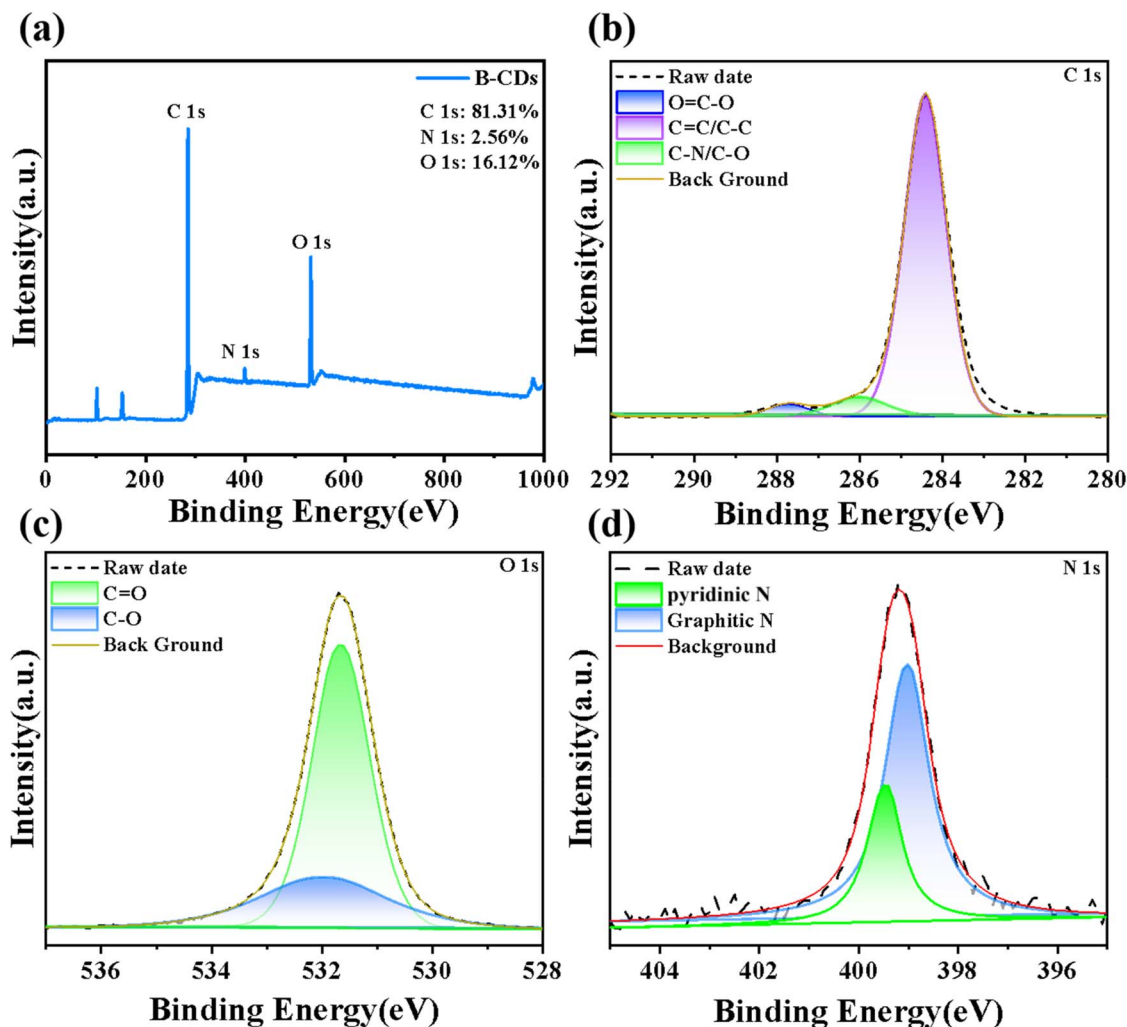 (a)
B-CDs
C 1s: 81.31%
N 1s: 2.56%
O 1s: 16.12%
C 1s
N 1s
O 1s
Intensity(a.u.)
0 200 400 600 800 1000
Binding Energy(eV)
(b)
Raw date
O=C-O
C=C/C-C
C-N/C-O
Back Ground
C 1s
Intensity(a.u.)
292 290 288 286 284 282 280
Binding Energy(eV)
(c)
Raw date
C=O
C-O
Back Ground
O 1s
Intensity(a.u.)
536 534 532 530 528
Binding Energy(eV)
(d)
Raw date
pyridinic N
Graphitic N
Background
N 1s
Intensity(a.u.)
404 402 400 398 396
Binding Energy(eV)